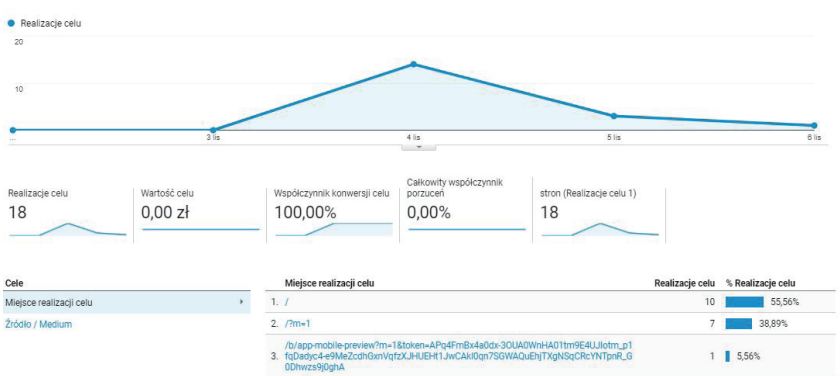 Realizacje celu
20
10
...
3 lis
4 lis
5 lis
6 lis
Realizacje celu
18
Wartość celu
0,00 zł
Współczynnik konwersji celu
100,00%
Całkowity współczynnik
porzuceń
0,00%
stron (Realizacje celu 1)
18
Cele
Miejsce realizacji celu
Źródło / Medium
Miejsce realizacji celu Realizacje celu % Realizacje celu
1. / 10 55,56%
2. /?m=1 7 38,89%
/b/app-mobile-preview?m=1&token=APq4FmBx4a0dx-3OUA0WnHA01tm9E4UJlotm_p1
3. fqDadyc4-e9MeZcdhGxnVqfzXJHUEHt1JwCAkl0qn7SGWAQuEhjTXgNSqCRcYNTpnR_G 1 5,56%
0Dhwzs9j0ghA